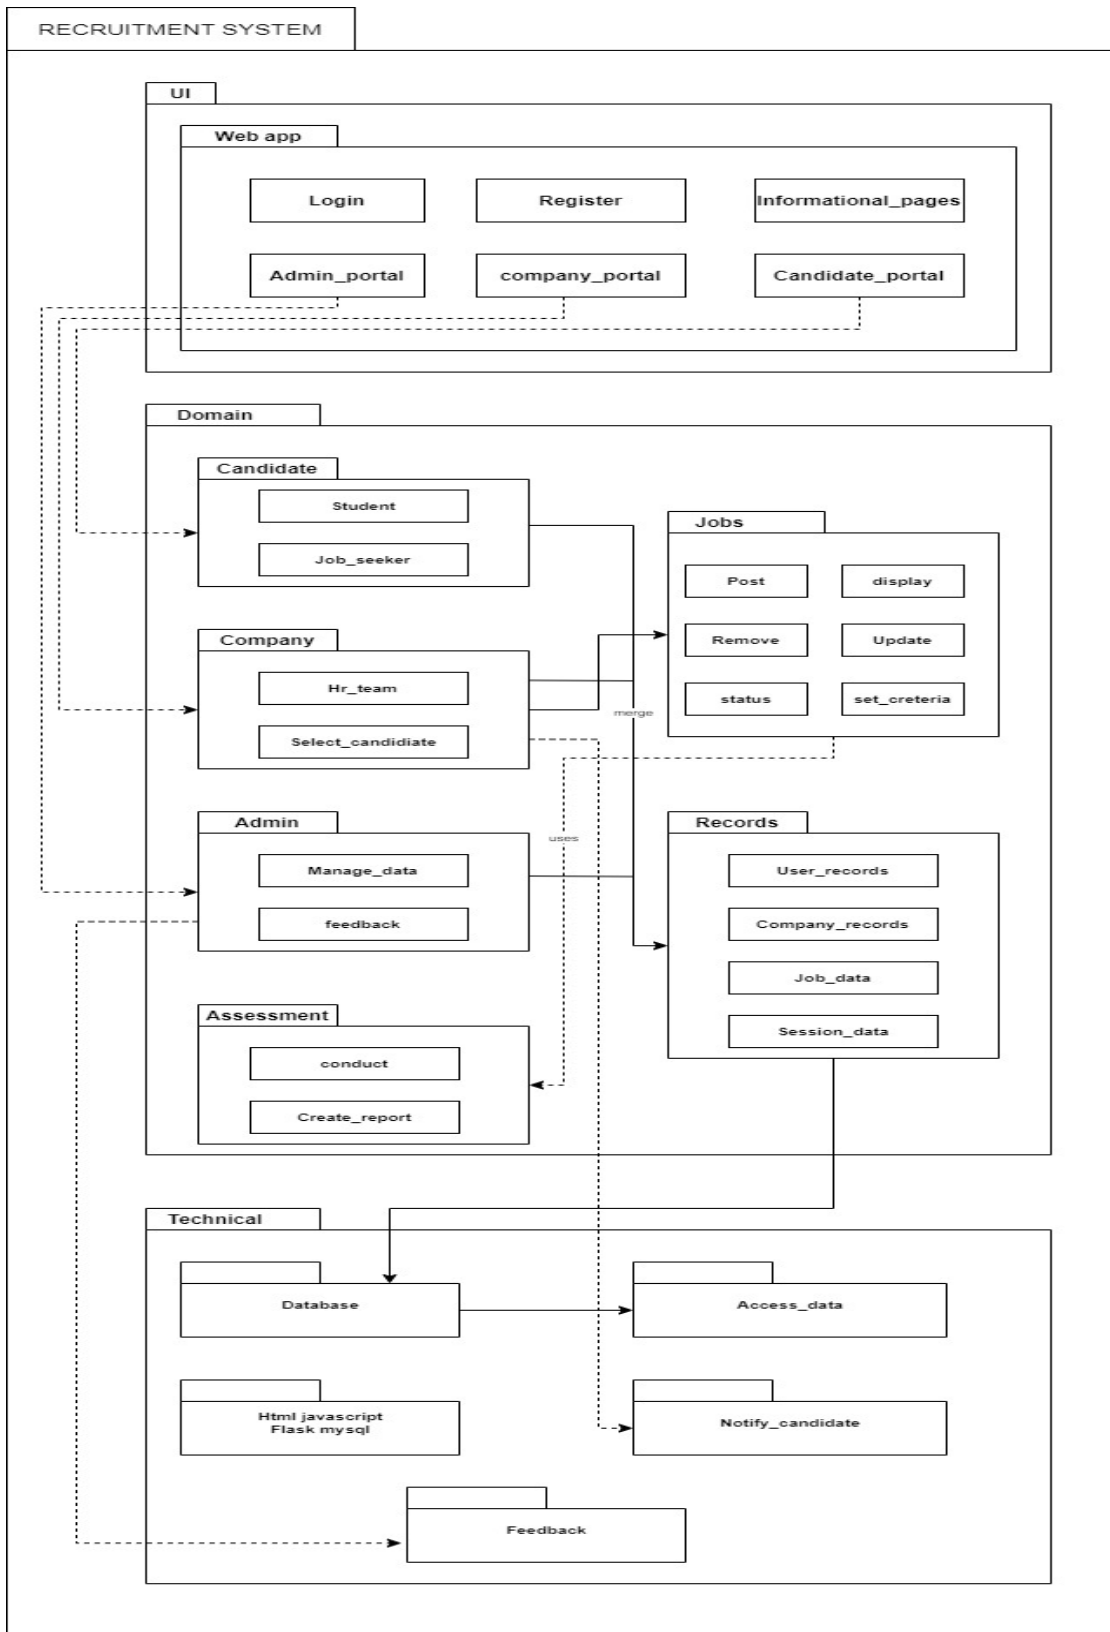 RECRUITMENT SYSTEM
UI
Web app
Login
Register
Informational_pages
Admin_portal
company_portal
Candidate_portal
Domain
Candidate
Student
Job_seeker
Jobs
Post
display
Remove
Update
status
set_creteria
Company
Hr_team
Select_candidiate
merge
uses
Admin
Manage_data
feedback
Records
User_records
Company_records
Job_data
Session_data
Assessment
conduct
Create_report
Technical
Database
Access_data
Html javascript
Flask mysql
Notify_candidate
Feedback